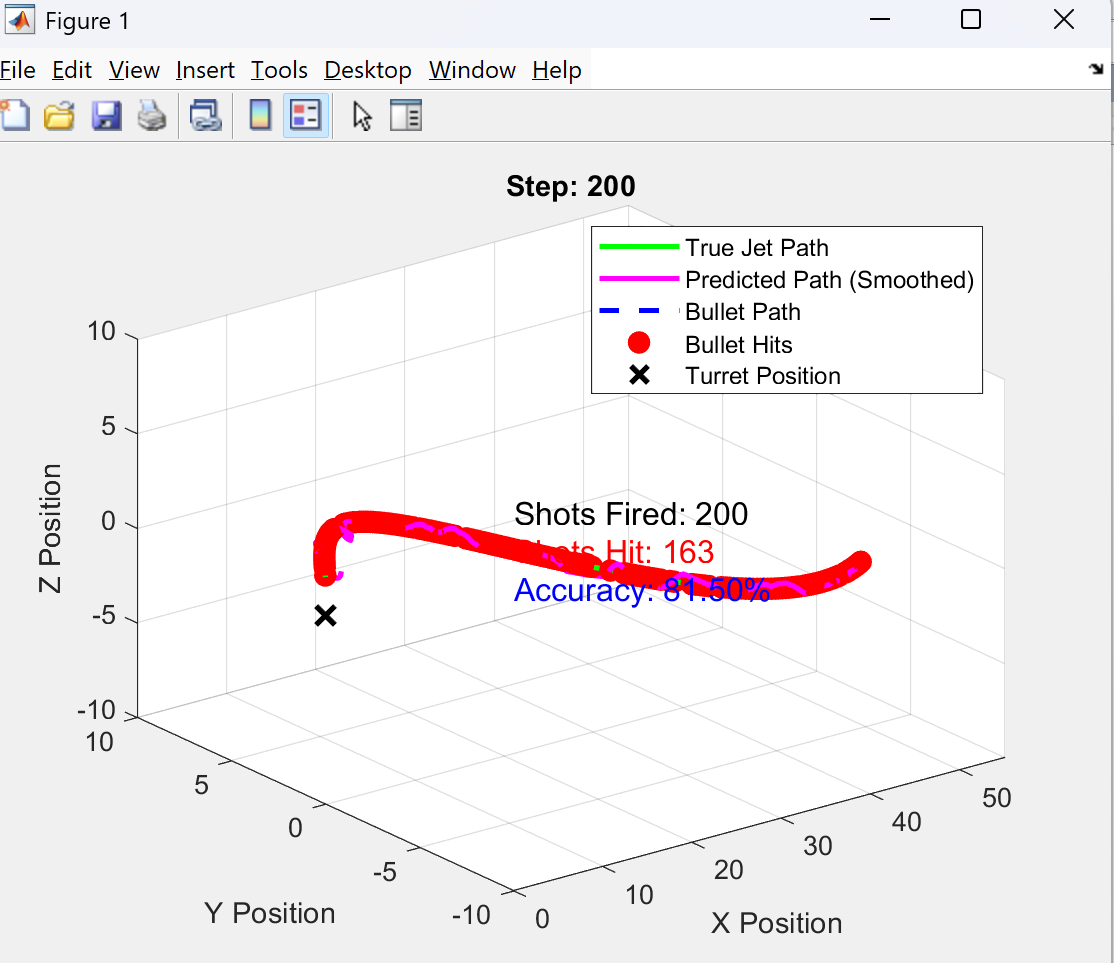 Figure 1
File Edit View Insert Tools Desktop Window Help
Step: 200
True Jet Path
Predicted Path (Smoothed)
Bullet Path
Bullet Hits
Turret Position
10
5
0
-5
-10
Z Position
Shots Fired: 200
Shots Hit: 163
Accuracy: 81.50%
10
5
0
-5
-10
Y Position
0
10
20
30
40
50
X Position